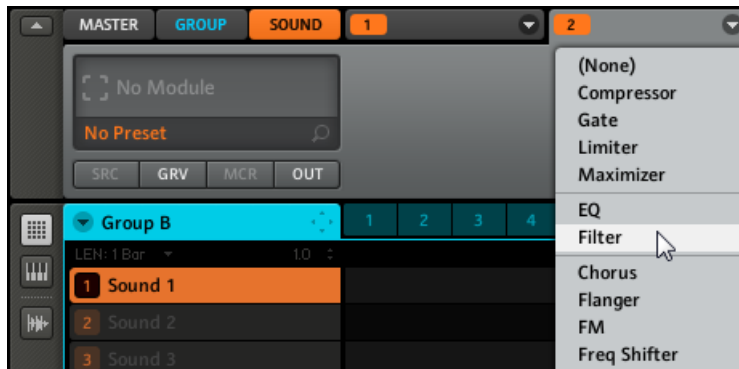 MASTER GROUP SOUND 1 2
No Module
No Preset
SRC GRV MCR OUT
(None)
Compressor
Gate
Limiter
Maximizer
EQ
Filter
Chorus
Flanger
FM
Freq Shifter
Group B 1 2 3 4
LEN: 1 Bar 1.0
1 Sound 1
2 Sound 2
3 Sound 3